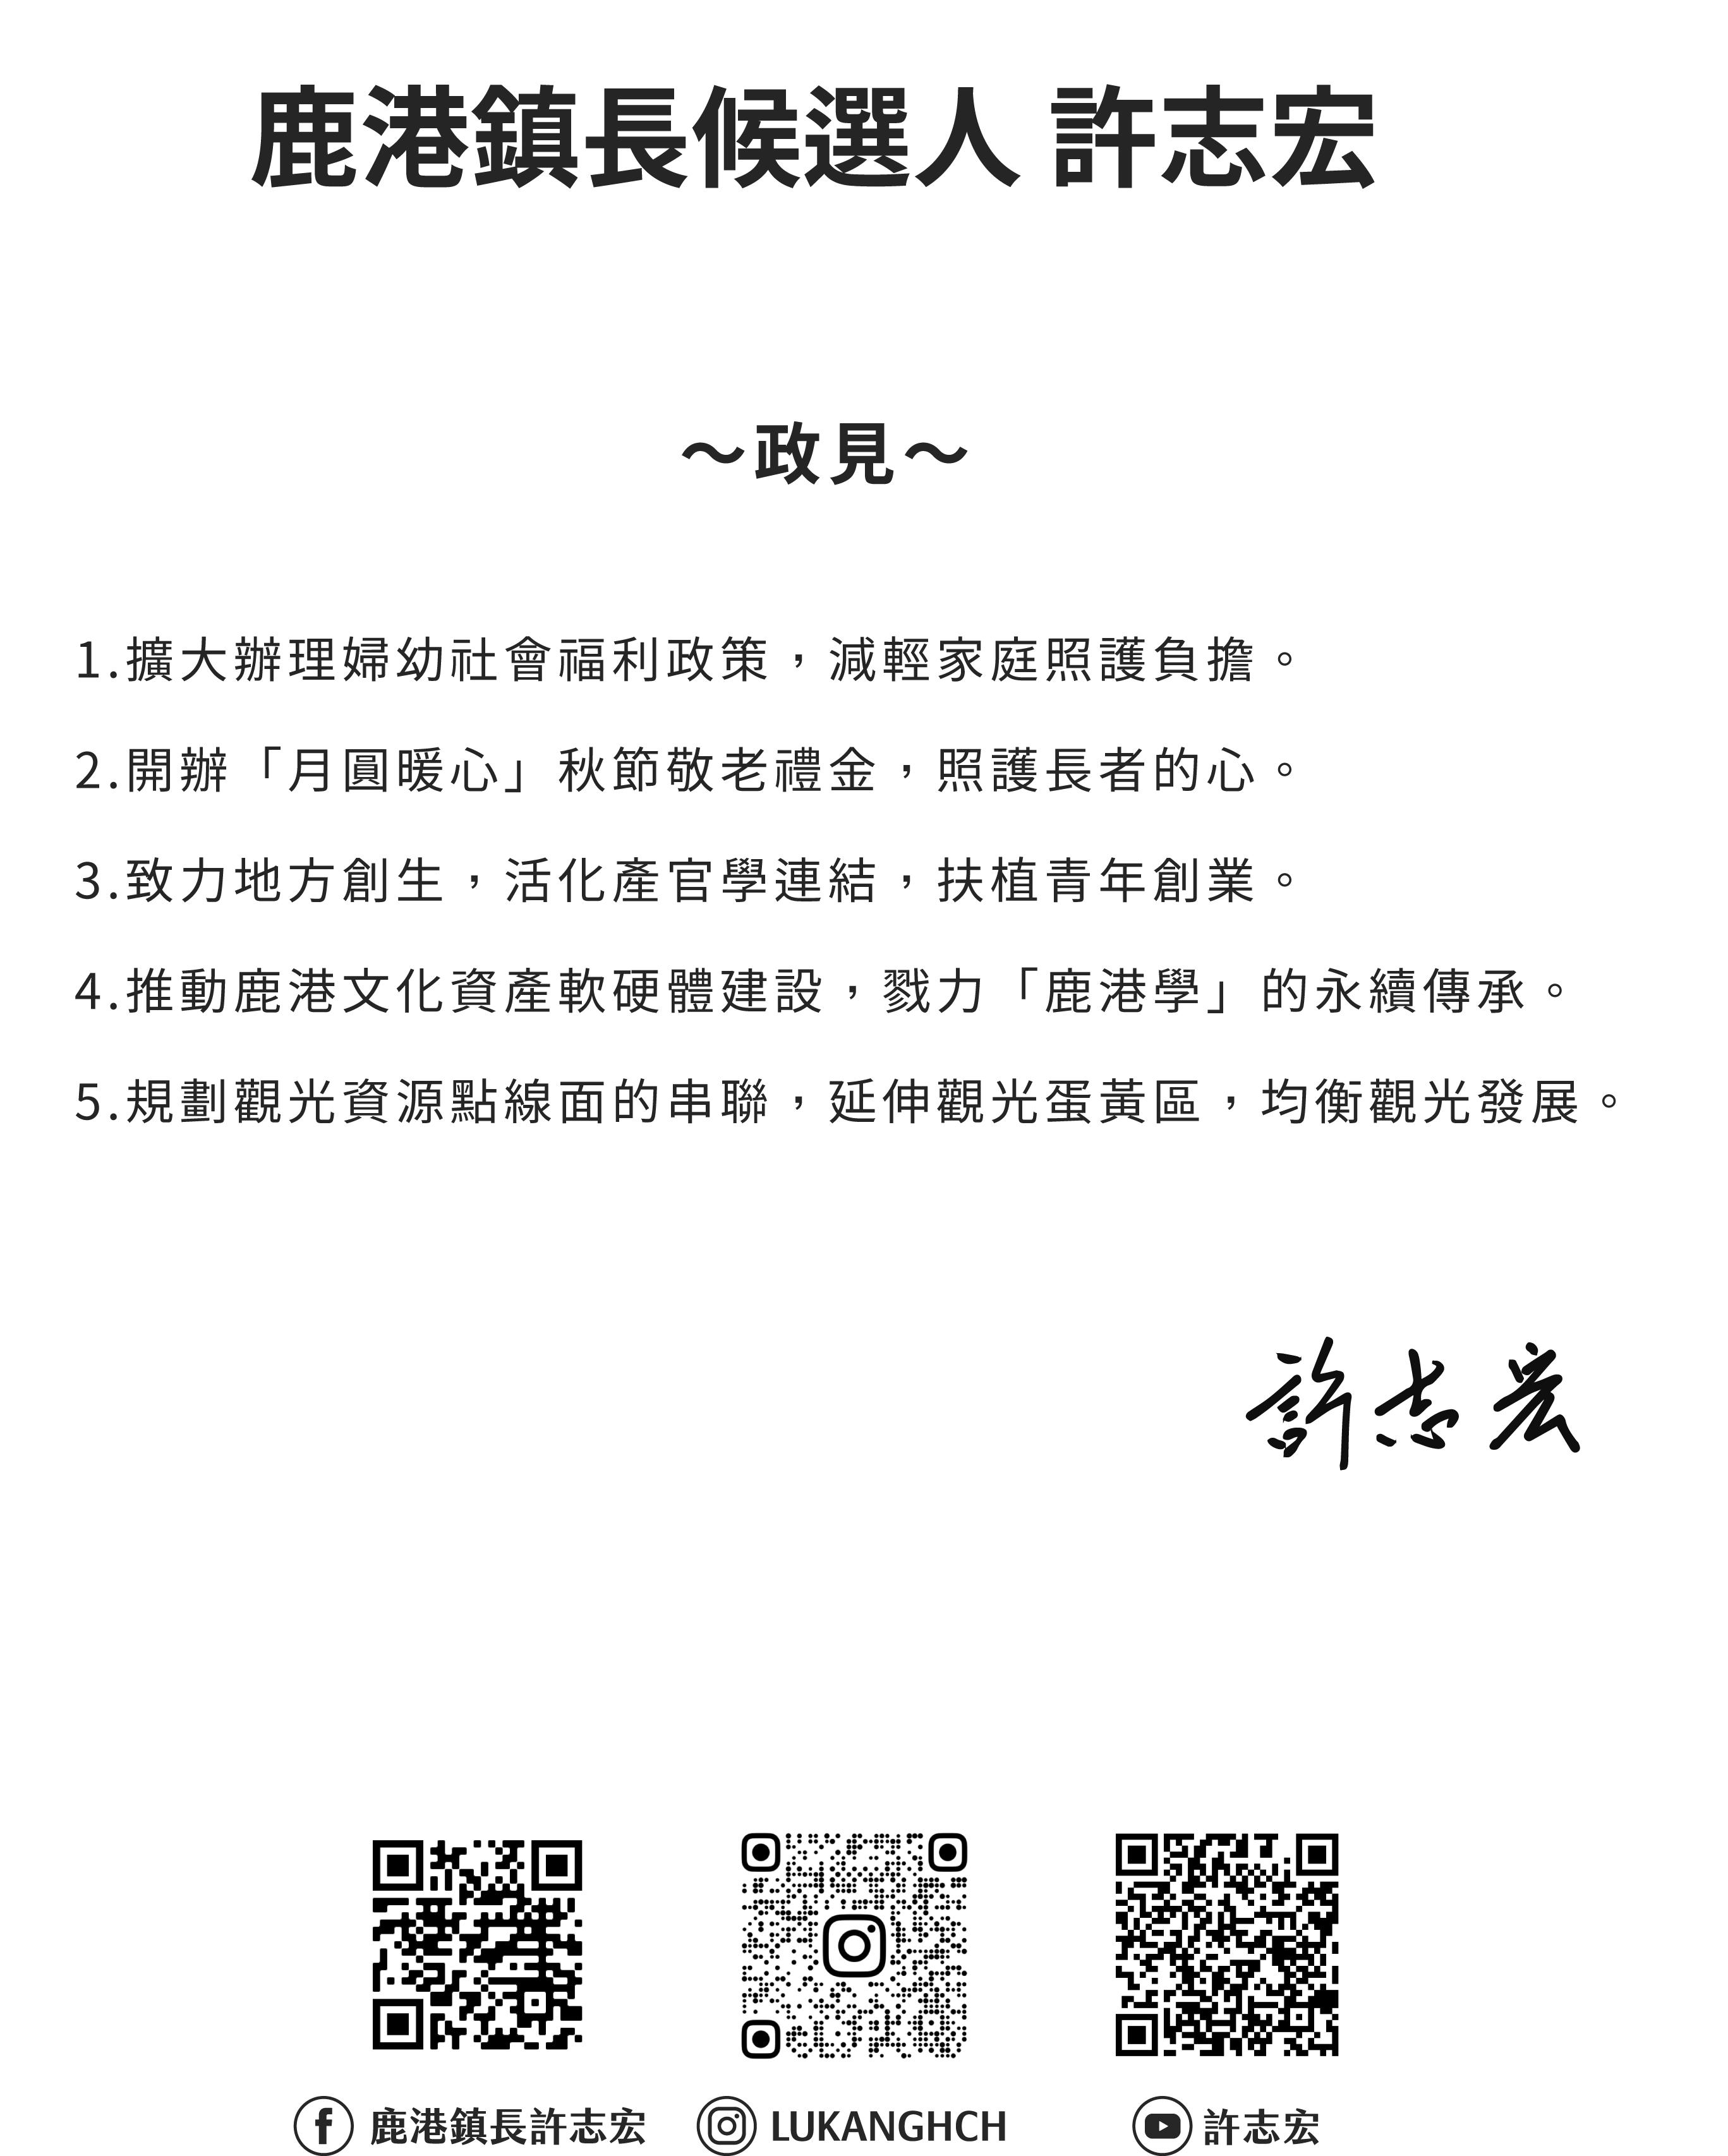 鹿港鎮長候選人 許志宏
～政見～
1.擴大辦理婦幼社會福利政策，減輕家庭照護負擔。
2.開辦「月圓暖心」秋節敬老禮金，照護長者的心。
3.致力地方創生，活化產官學連結，扶植青年創業。
4.推動鹿港文化資產軟硬體建設，戮力「鹿港學」的永續傳承。
5.規劃觀光資源點線面的串聯，延伸觀光蛋黃區，均衡觀光發展。
許志宏
鹿港鎮長許志宏
LUKANGHCH
許志宏